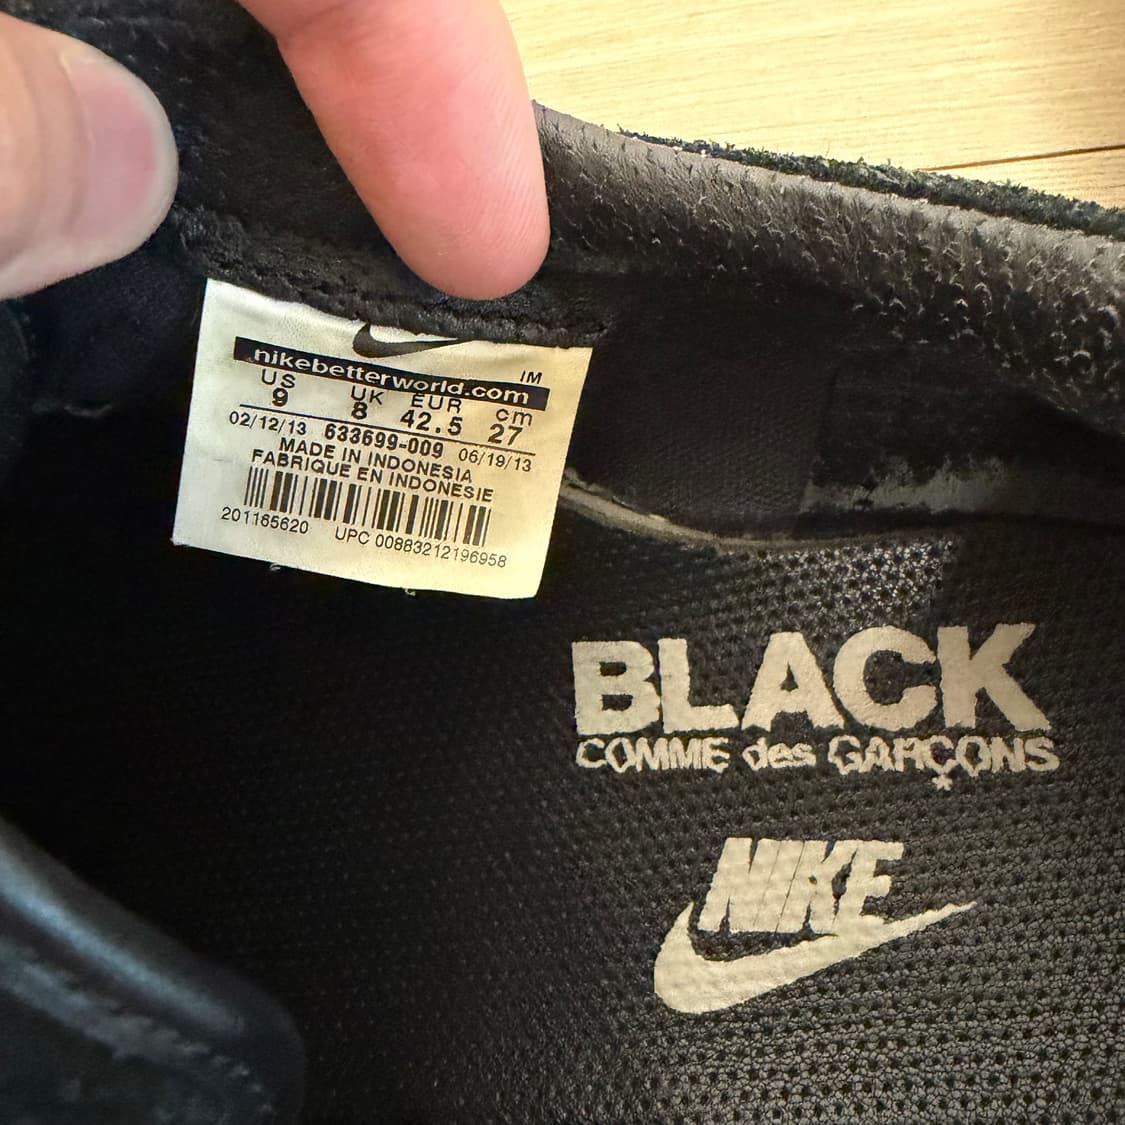 nikebetterworld.com
IM
US UK EUR cm
9 8 42.5 27
02/12/13 633699-009 06/19/13
MADE IN INDONESIA
FABRIQUE EN INDONESIE
201165620 UPC 00883212196958
BLACK
COMME des GARÇONS
NIKE